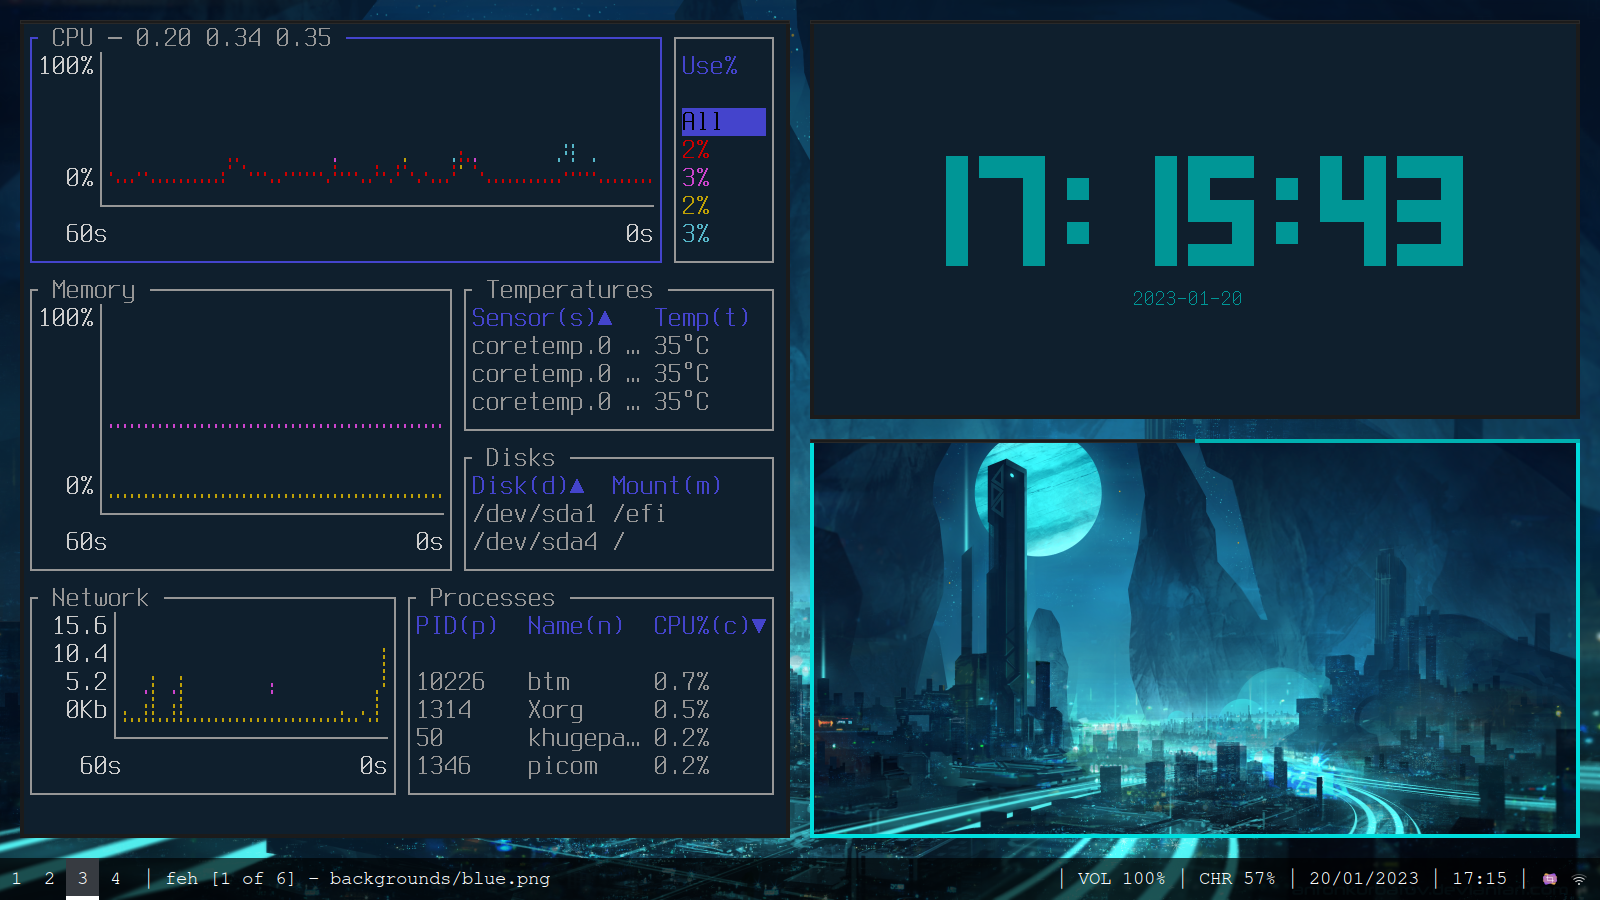 CPU — 0.20 0.34 0.35
100%
0%
60s 0s
Use%
All
2%
3%
2%
3%
Memory
100%
0%
60s 0s
Temperatures
Sensor(s)▲ Temp(t)
coretemp.0 … 35°C
coretemp.0 … 35°C
coretemp.0 … 35°C
Disks
Disk(d)▲ Mount(m)
/dev/sda1 /efi
/dev/sda4 /
Network
15.6
10.4
5.2
0Kb
60s 0s
Processes
PID(p) Name(n) CPU%(c)▼
10226 btm 0.7%
1314 Xorg 0.5%
50 khugepa… 0.2%
1346 picom 0.2%
17:15:43
2023-01-20
1 2 3 4 | feh [1 of 6] - backgrounds/blue.png | VOL 100% | CHR 57% | 20/01/2023 | 17:15 |